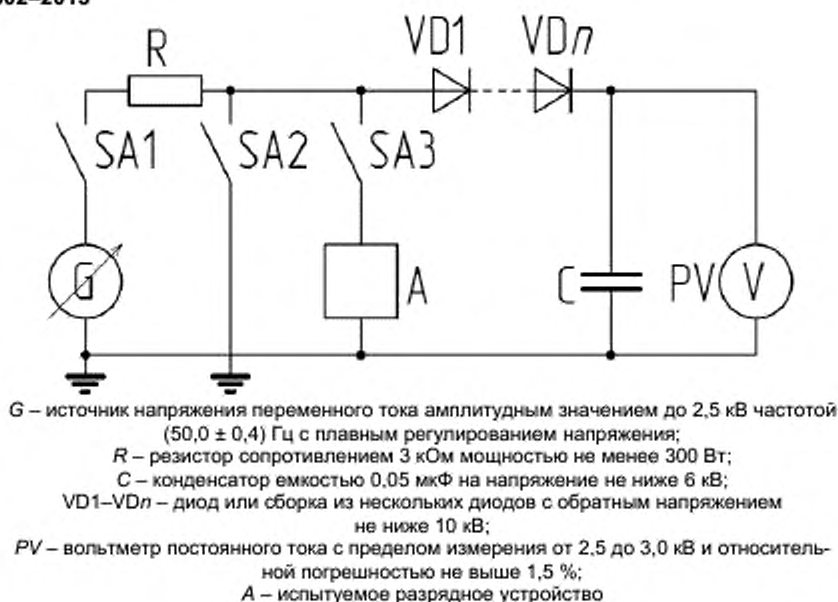 R
VD1
VDn
SA1
SA2
SA3
G
A
C
PV
V
G – источник напряжения переменного тока амплитудным значением до 2,5 кВ частотой
(50,0 ± 0,4) Гц с плавным регулированием напряжения;
R – резистор сопротивлением 3 кОм мощностью не менее 300 Вт;
C – конденсатор емкостью 0,05 мкФ на напряжение не ниже 6 кВ;
VD1–VDn – диод или сборка из нескольких диодов с обратным напряжением
не ниже 10 кВ;
PV – вольтметр постоянного тока с пределом измерения от 2,5 до 3,0 кВ и относитель-
ной погрешностью не выше 1,5 %;
A – испытуемое разрядное устройство